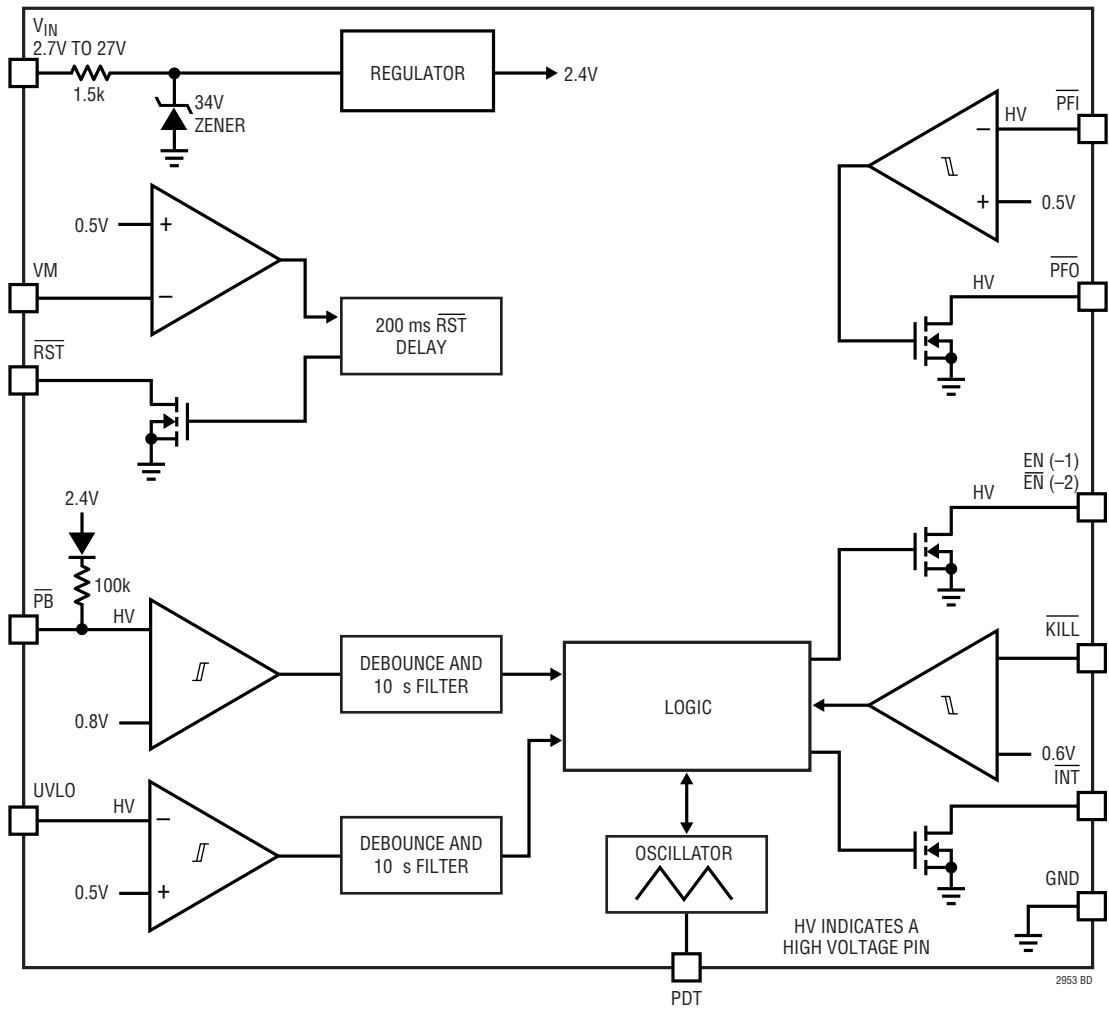 VIN
2.7V TO 27V
1.5k
34V
ZENER
REGULATOR
2.4V
PFI
HV
−
+
0.5V
PFO
HV
0.5V
+
VM
−
200 ms RST
DELAY
RST
EN (–1)
EN (–2)
HV
2.4V
100k
PB
HV
0.8V
DEBOUNCE AND
10 s FILTER
LOGIC
KILL
0.6V
INT
UVLO
HV
−
0.5V
+
DEBOUNCE AND
10 s FILTER
OSCILLATOR
GND
HV INDICATES A
HIGH VOLTAGE PIN
PDT
2953 BD